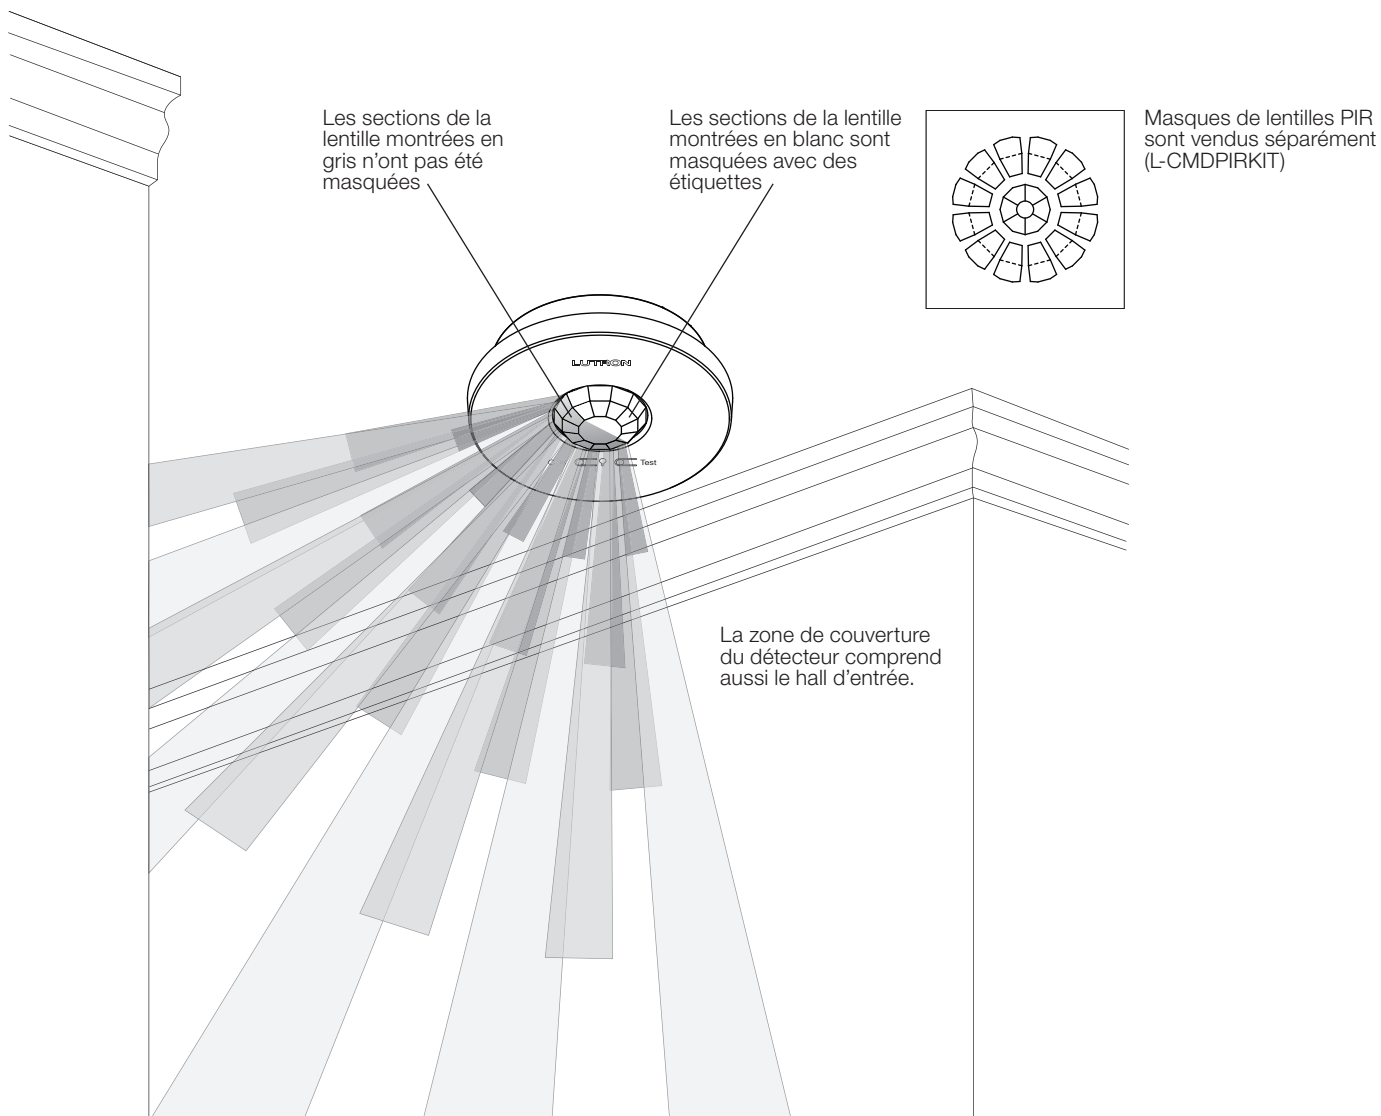 Les sections de la
lentille montrées en
gris n'ont pas été
masquées
Les sections de la lentille
montrées en blanc sont
masquées avec des
étiquettes
Masques de lentilles PIR
sont vendus séparément
(L-CMDPIRKIT)
LUTRON
Test
La zone de couverture
du détecteur comprend
aussi le hall d'entrée.